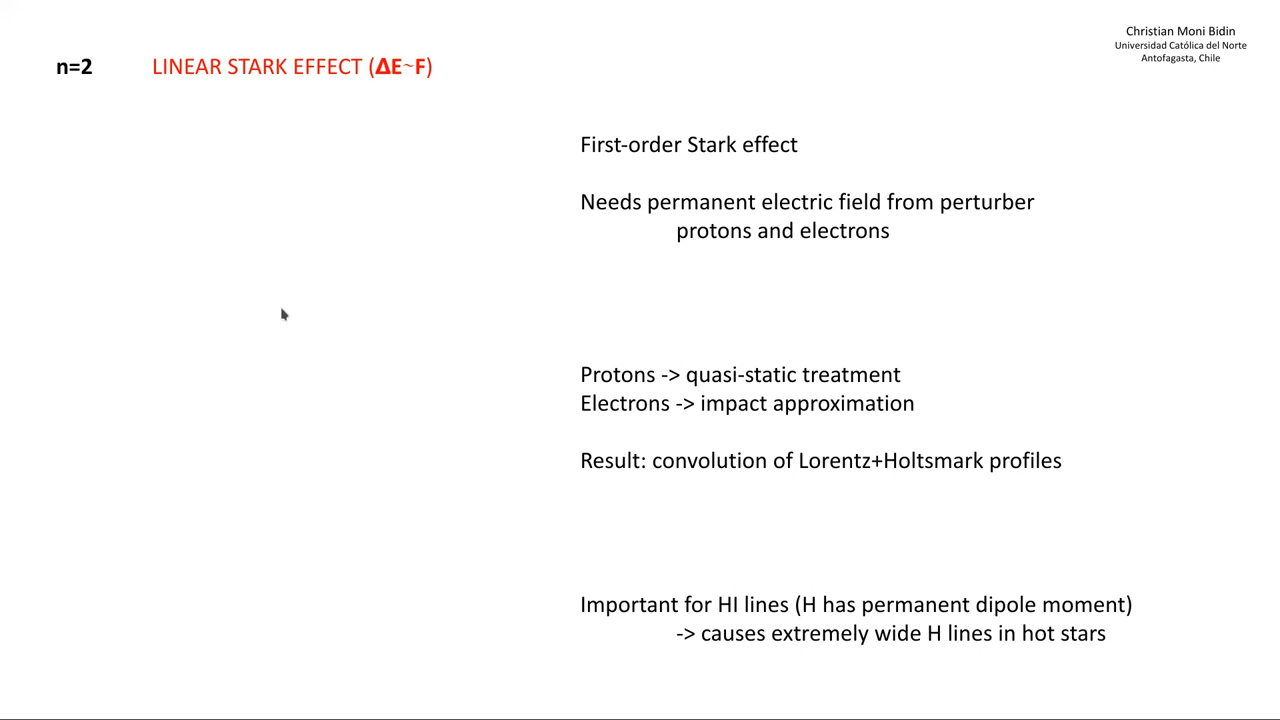 Christian Moni Bidin
Universidad Católica del Norte
Antofagasta, Chile
n=2 LINEAR STARK EFFECT (ΔE~F)
First-order Stark effect
Needs permanent electric field from perturber
protons and electrons
Protons -> quasi-static treatment
Electrons -> impact approximation
Result: convolution of Lorentz+Holtsmark profiles
Important for HI lines (H has permanent dipole moment)
-> causes extremely wide H lines in hot stars